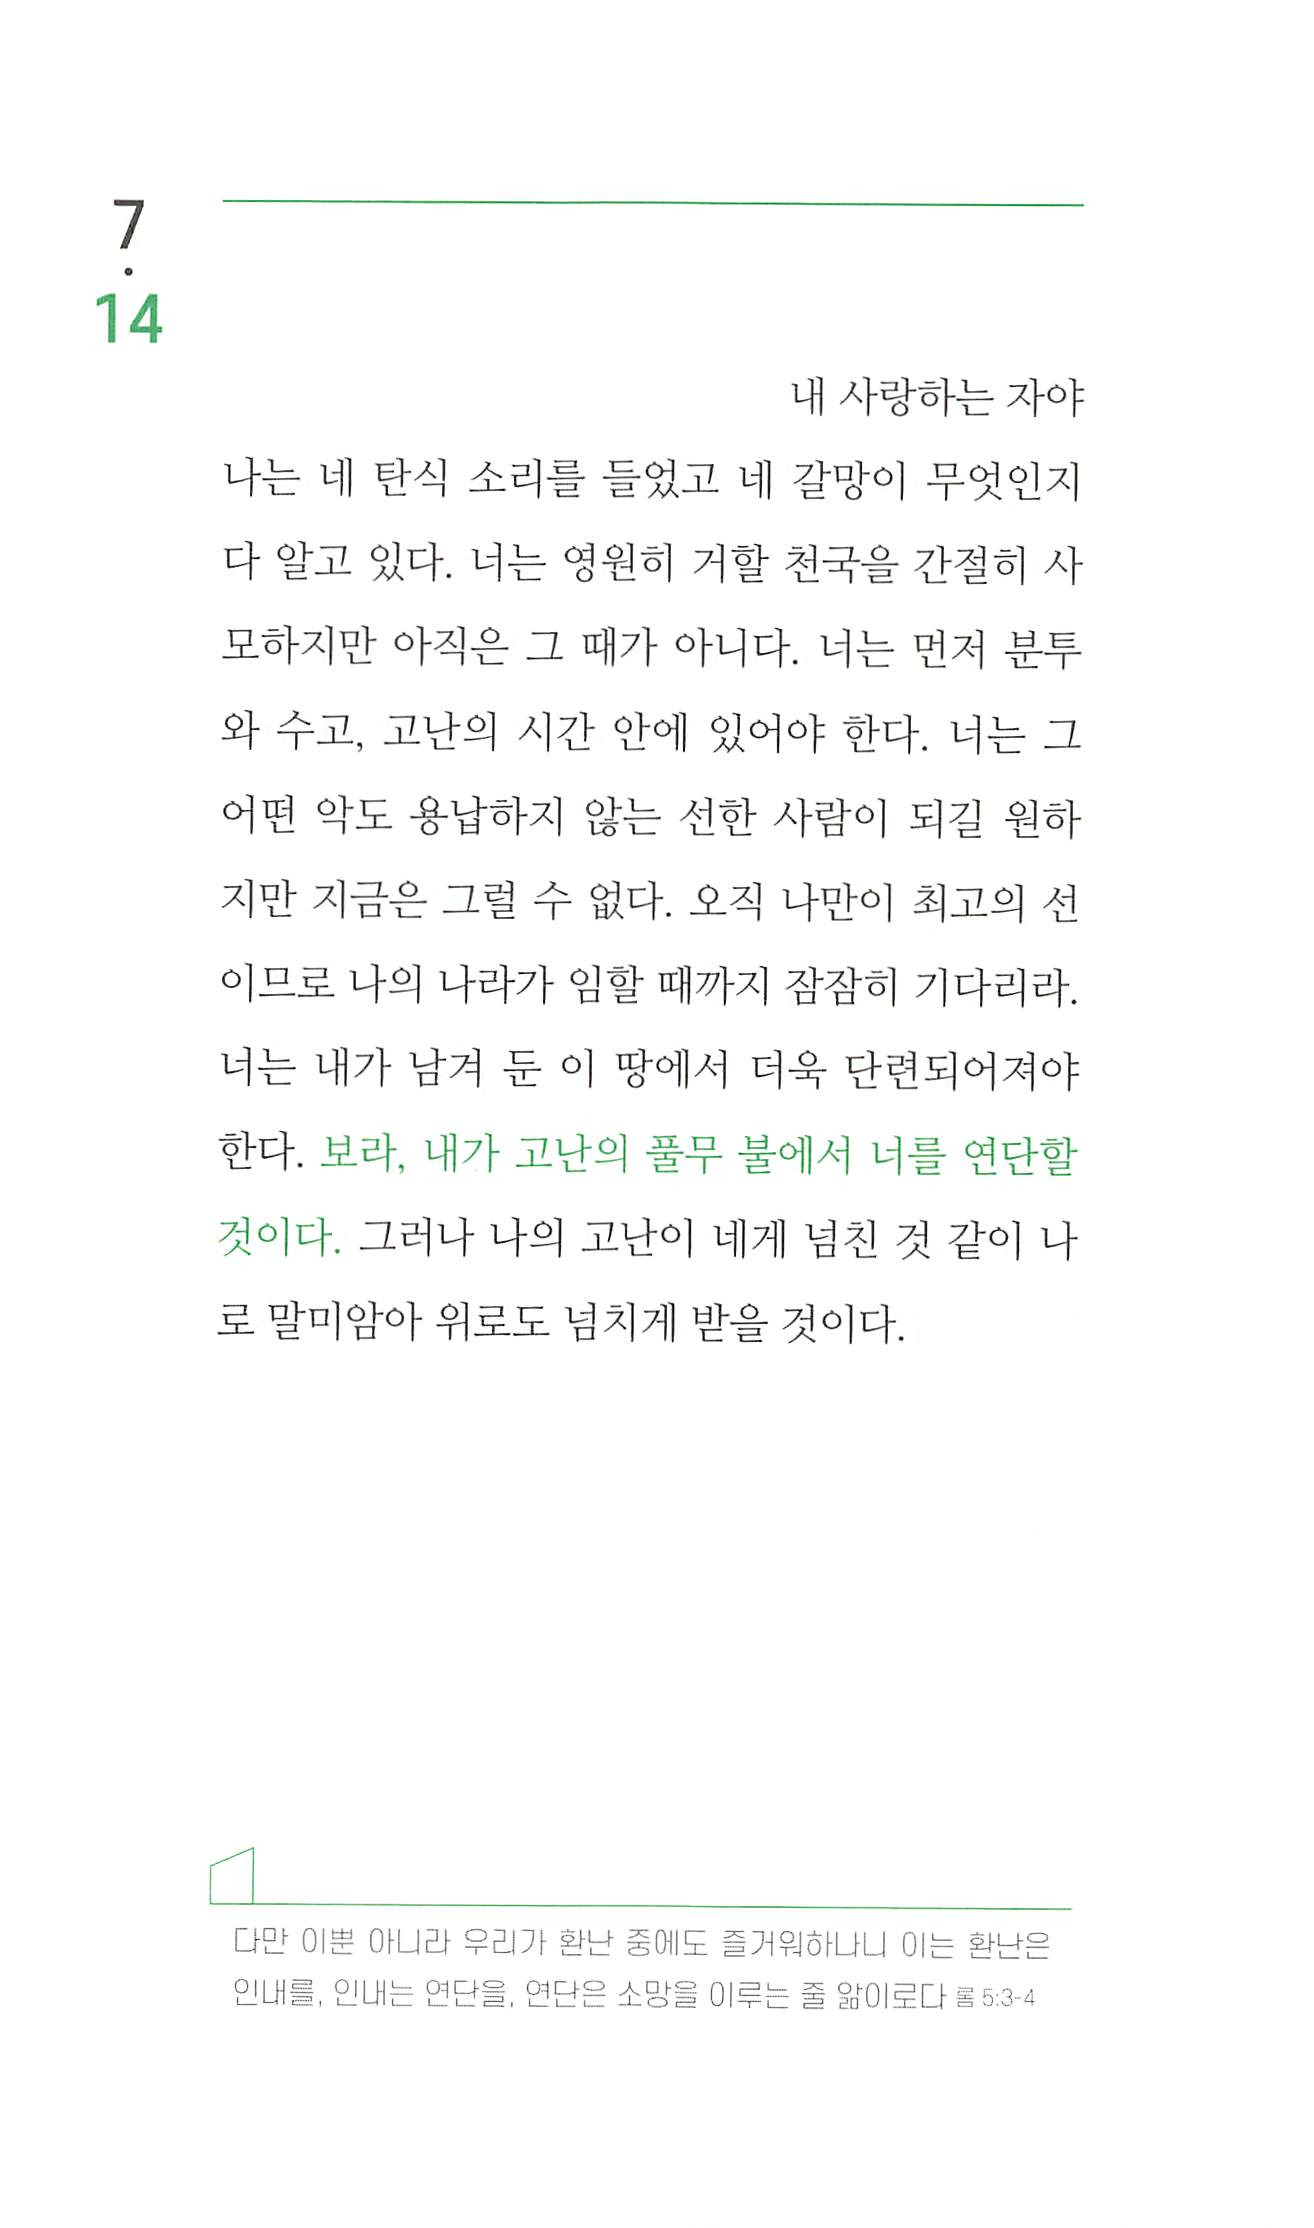 7
.
14
내 사랑하는 자야
나는 네 탄식 소리를 들었고 네 갈망이 무엇인지
다 알고 있다. 너는 영원히 거할 천국을 간절히 사
모하지만 아직은 그 때가 아니다. 너는 먼저 분투
와 수고, 고난의 시간 안에 있어야 한다. 너는 그
어떤 악도 용납하지 않는 선한 사람이 되길 원하
지만 지금은 그럴 수 없다. 오직 나만이 최고의 선
이므로 나의 나라가 임할 때까지 잠잠히 기다리라.
너는 내가 남겨 둔 이 땅에서 더욱 단련되어져야
한다. 보라, 내가 고난의 풀무 불에서 너를 연단할
것이다. 그러나 나의 고난이 네게 넘친 것 같이 나
로 말미암아 위로도 넘치게 받을 것이다.
다만 이뿐 아니라 우리가 환난 중에도 즐거워하나니 이는 환난은
인내를, 인내는 연단을, 연단은 소망을 이루는 줄 앎이로다 롬 5:3-4